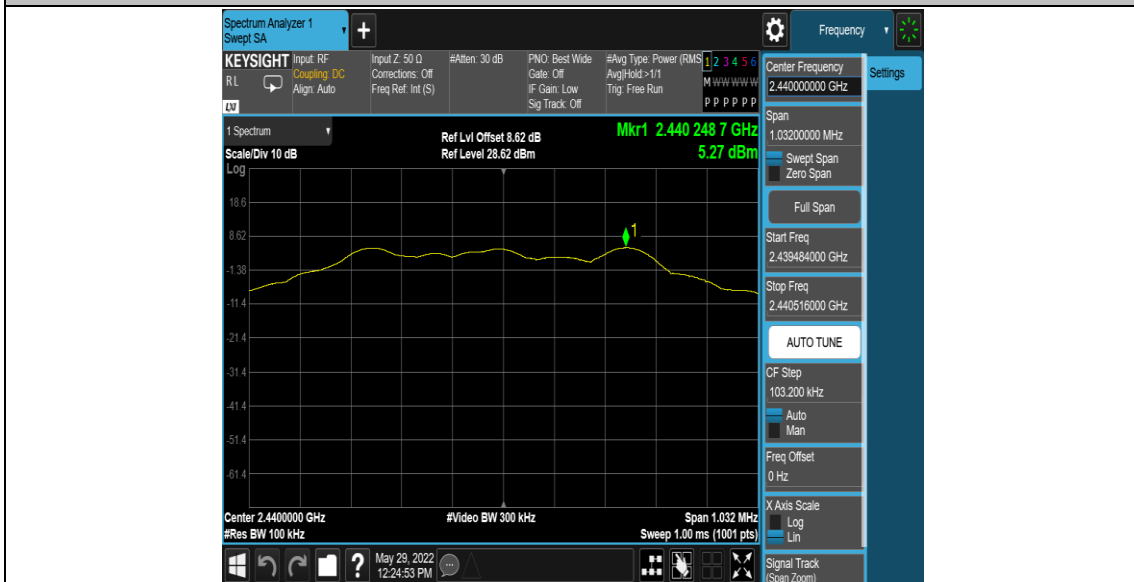 Spectrum Analyzer 1
Swept SA
+
Frequency
KEYSIGHT
RL
LXI
Input: RF
Coupling: DC
Align: Auto
Input Z: 50 Ω
Corrections: Off
Freq Ref: Int (S)
#Atten: 30 dB
PNO: Best Wide
Gate: Off
IF Gain: Low
Sig Track: Off
#Avg Type: Power (RMS
Avg|Hold:>1/1
Trig: Free Run
1 2 3 4 5 6
M W W W W W
P P P P P P
1 Spectrum
Scale/Div 10 dB
Ref Lvl Offset 8.62 dB
Ref Level 28.62 dBm
Mkr1 2.440 248 7 GHz
5.27 dBm
Log
18.6
8.62
-1.38
-11.4
-21.4
-31.4
-41.4
-51.4
-61.4
1
Center 2.4400000 GHz
#Res BW 100 kHz
#Video BW 300 kHz
Span 1.032 MHz
Sweep 1.00 ms (1001 pts)
?
May 29, 2022
12:24:53 PM
Center Frequency
2.440000000 GHz
Settings
Span
1.03200000 MHz
Swept Span
Zero Span
Full Span
Start Freq
2.439484000 GHz
Stop Freq
2.440516000 GHz
AUTO TUNE
CF Step
103.200 kHz
Auto
Man
Freq Offset
0 Hz
X Axis Scale
Log
Lin
Signal Track
(Span Zoom)